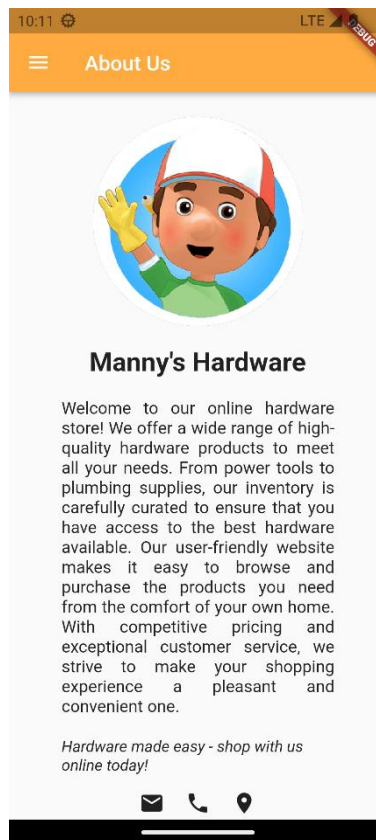 10:11 LTE
DEBUG
About Us
Manny's Hardware
Welcome to our online hardware
store! We offer a wide range of high-
quality hardware products to meet
all your needs. From power tools to
plumbing supplies, our inventory is
carefully curated to ensure that you
have access to the best hardware
available. Our user-friendly website
makes it easy to browse and
purchase the products you need
from the comfort of your own home.
With competitive pricing and
exceptional customer service, we
strive to make your shopping
experience a pleasant and
convenient one.
Hardware made easy - shop with us
online today!